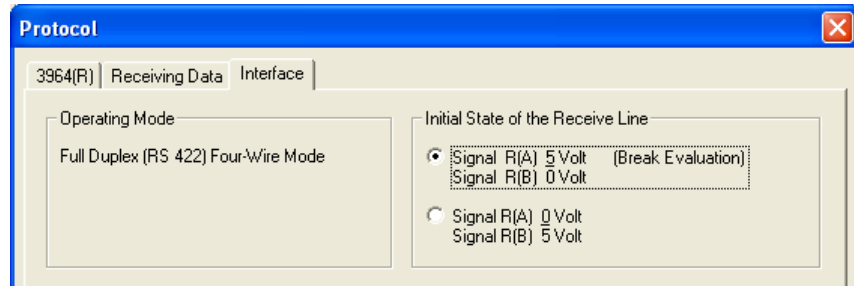 Protocol
3964(R) Receiving Data Interface
Operating Mode
Full Duplex (RS 422) Four-Wire Mode
Initial State of the Receive Line
Signal R(A) 5 Volt (Break Evaluation)
Signal R(B) 0 Volt
Signal R(A) 0 Volt
Signal R(B) 5 Volt